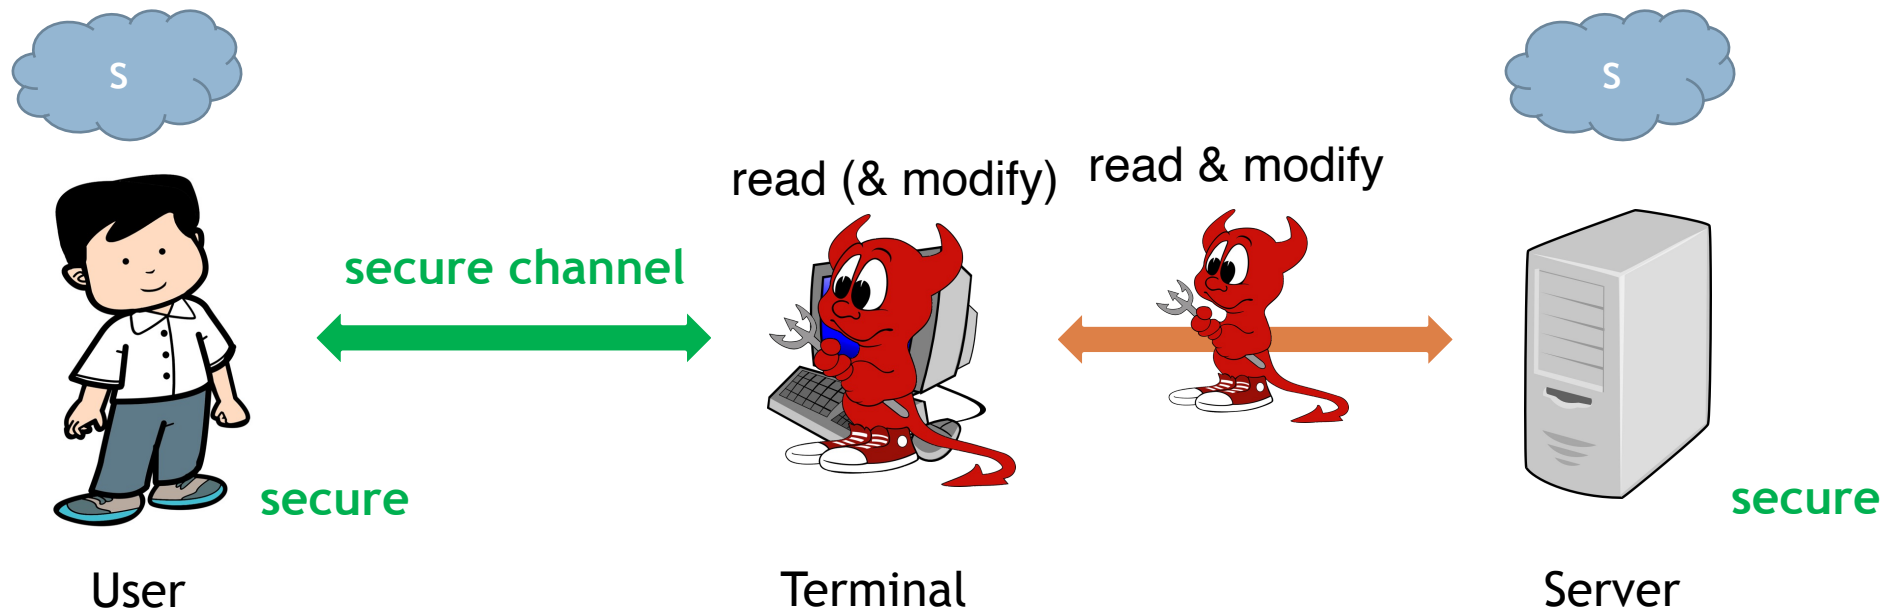 S
S
read (& modify)
read & modify
secure channel
secure
secure
User
Terminal
Server